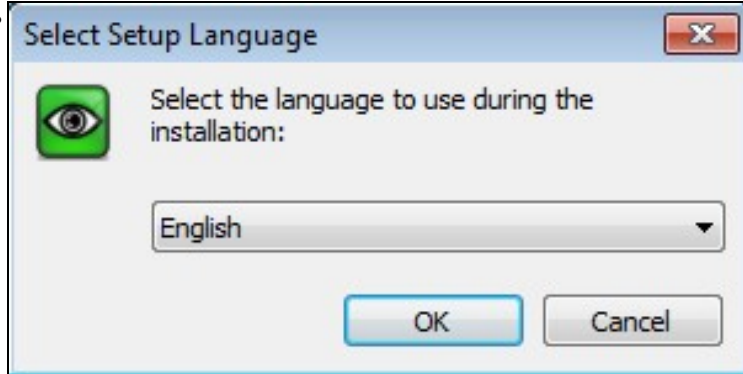 Select Setup Language
Select the language to use during the
installation:
English
OK
Cancel